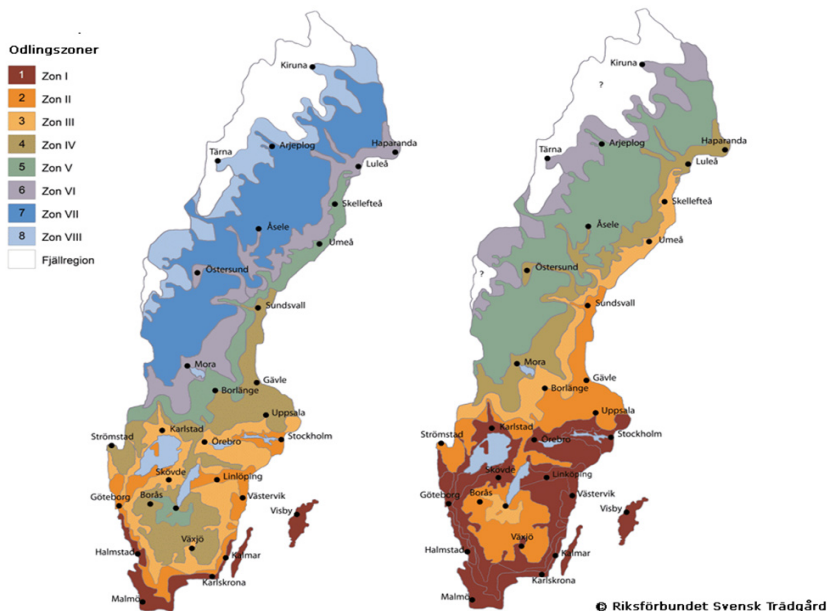 Odlingszoner
1 Zon I
2 Zon II
3 Zon III
4 Zon IV
5 Zon V
6 Zon VI
7 Zon VII
8 Zon VIII
Fjällregion
Kiruna
Tärna
Arjeplog
Haparanda
Luleå
Skellefteå
Åsele
Umeå
Östersund
Sundsvall
Mora
Gävle
Borlänge
Uppsala
Karlstad
Strömstad
Örebro
Stockholm
Skövde
Linlöping
Göteborg
Borås
Västervik
Visby
Växjö
Halmstad
Kalmar
Karlskrona
Malmö
Kiruna
?
Tärna
Arjeplog
Haparanda
Luleå
Skellefteå
Åsele
Umeå
?
Östersund
Sundsvall
Mora
Gävle
Borlänge
Uppsala
Karlstad
Strömstad
Örebro
Stockholm
Skövde
Linköping
Göteborg
Borås
Västervik
Visby
Växjö
Halmstad
Kalmar
Karlskrona
Malmö
© Riksförbundet Svensk Trädgård